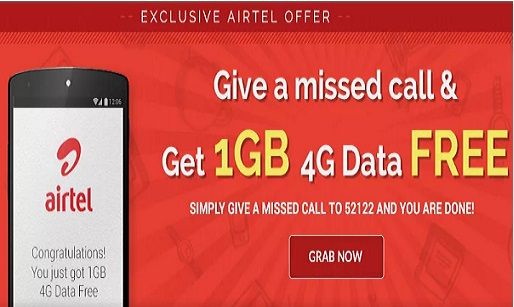 EXCLUSIVE AIRTEL OFFER
Give a missed call &
Get 1GB 4G Data FREE
SIMPLY GIVE A MISSED CALL TO 52122 AND YOU ARE DONE!
GRAB NOW
12:06
airtel
Congratulations!
You just got 1GB
4G Data Free